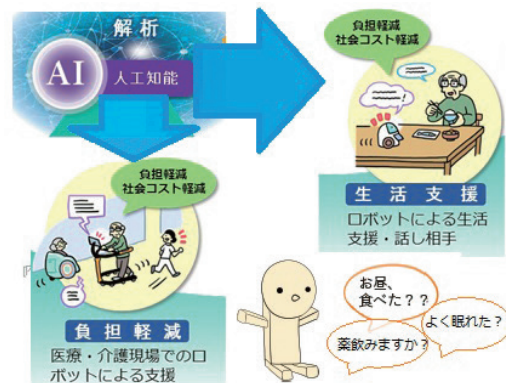 解析
AI 人工知能
負担軽減
社会コスト軽減
生活支援
ロボットによる生活
支援・話し相手
負担軽減
社会コスト軽減
負担軽減
医療・介護現場でのロ
ボットによる支援
お昼、
食べた？？
よく眠れた？
薬飲みますか？